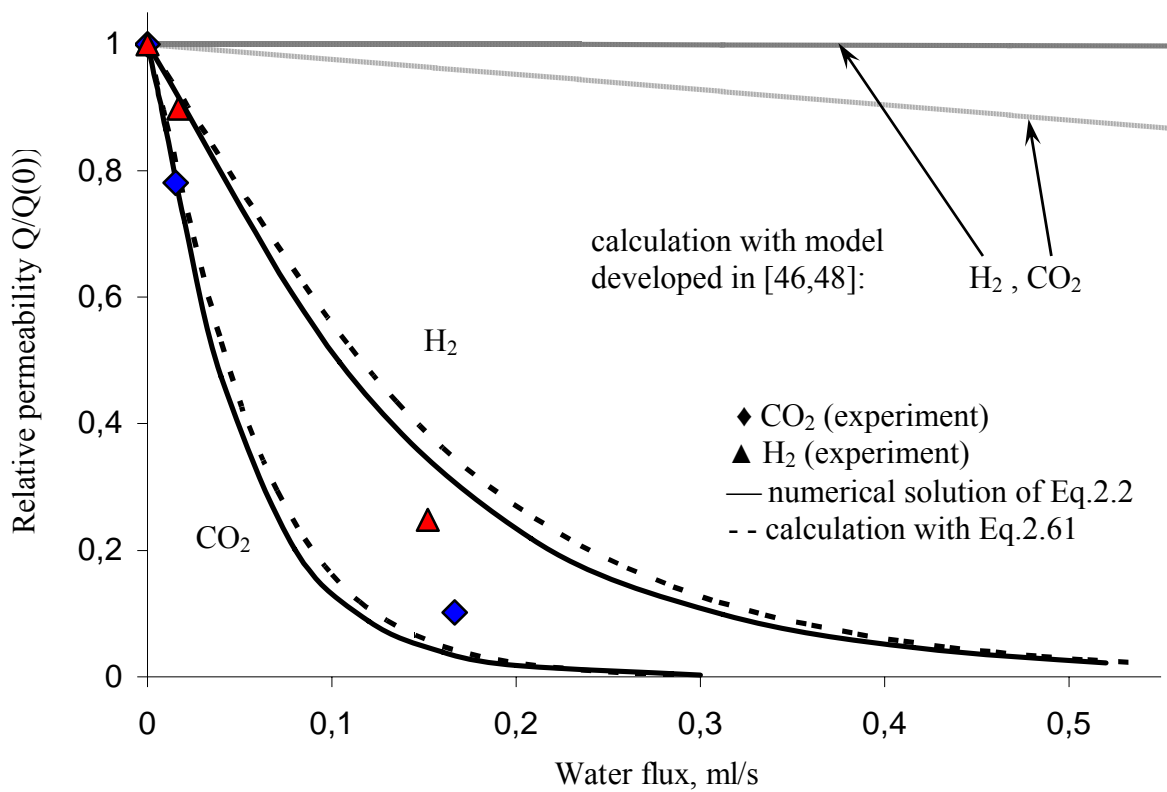 Relative permeability Q/Q(0)]
1
0,8
0,6
0,4
0,2
0
0
0,1
0,2
0,3
0,4
0,5
Water flux, ml/s
calculation with model
developed in [46,48]:
H₂ , CO₂
H₂
CO₂
♦ CO₂ (experiment)
▲ H₂ (experiment)
— numerical solution of Eq.2.2
- - calculation with Eq.2.61